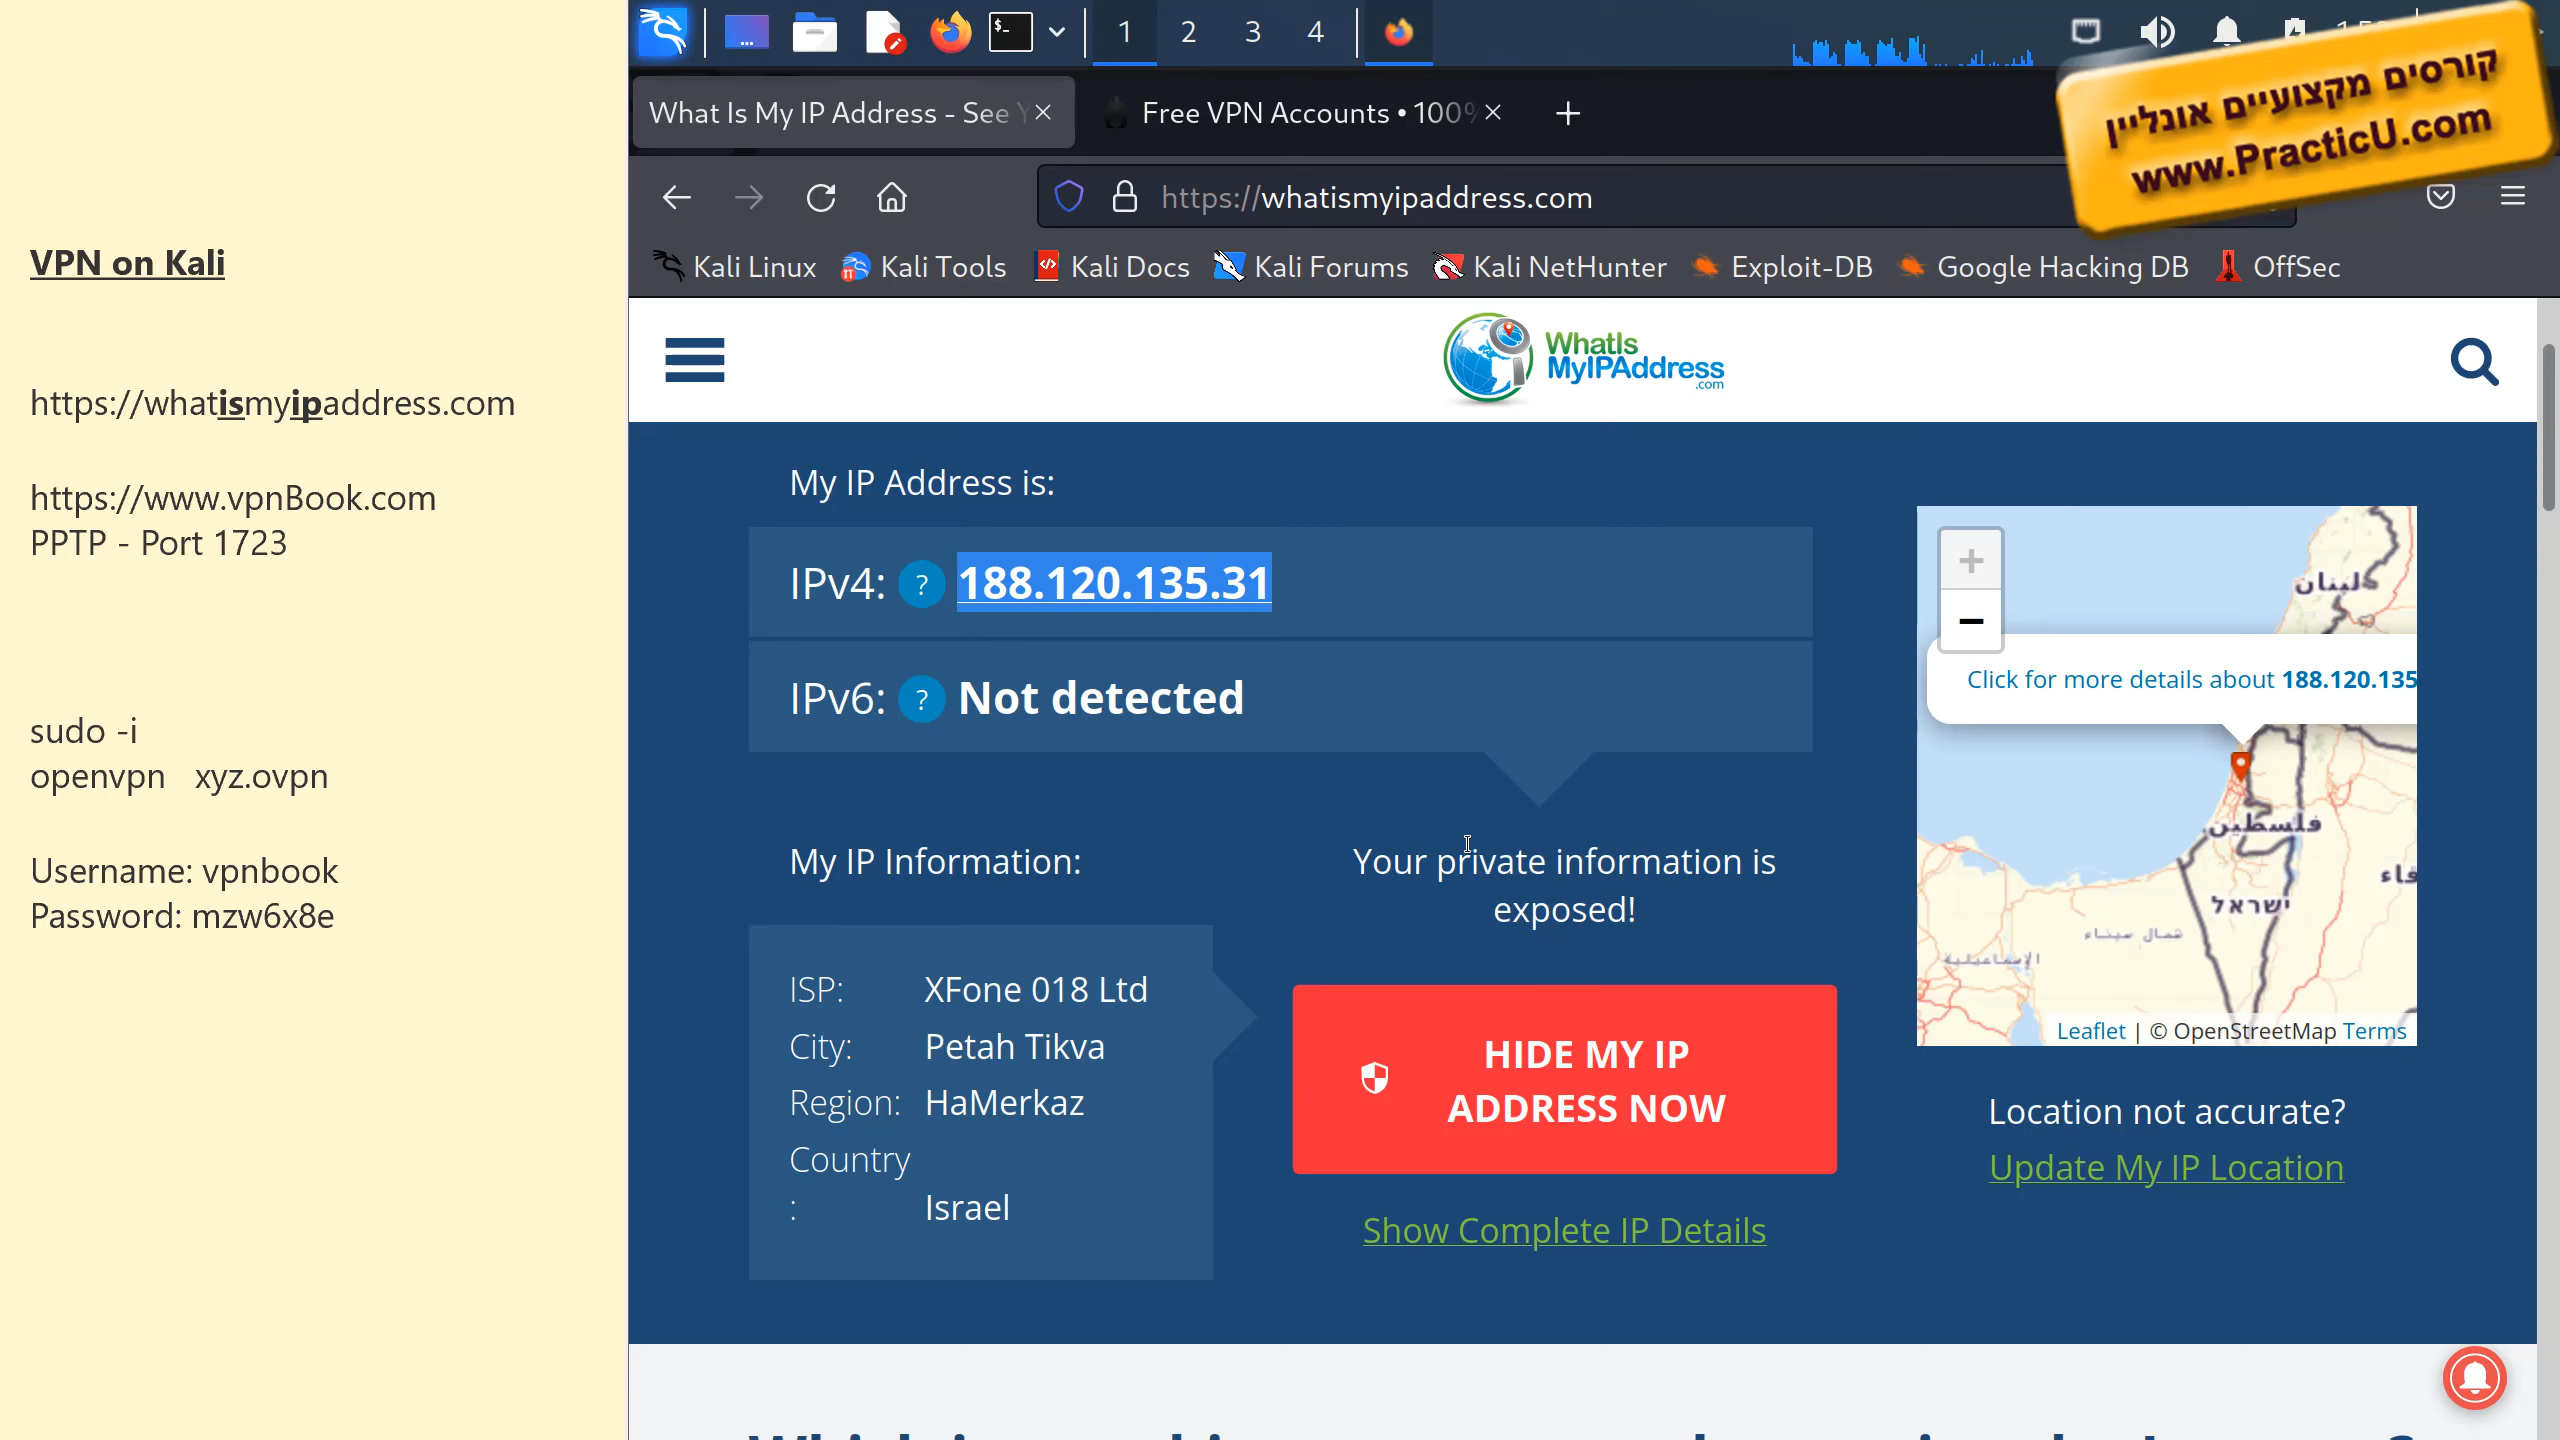 VPN on Kali
https://whatismyipaddress.com
https://www.vpnBook.com
PPTP - Port 1723
sudo -i
openvpn xyz.ovpn
Username: vpnbook
Password: mzw6x8e
1 2 3 4
קורסים מקצועיים אונליין
www.PracticU.com
What Is My IP Address - See Y
Free VPN Accounts • 100%
https://whatismyipaddress.com
Kali Linux Kali Tools Kali Docs Kali Forums Kali NetHunter Exploit-DB Google Hacking DB OffSec
WhatIs
MyIPAddress
.com
My IP Address is:
IPv4: ? 188.120.135.31
IPv6: ? Not detected
My IP Information:
ISP: XFone 018 Ltd
City: Petah Tikva
Region: HaMerkaz
Country
: Israel
Your private information is
exposed!
HIDE MY IP
ADDRESS NOW
Show Complete IP Details
+
−
لبنان
Click for more details about 188.120.135
فلسطين
ישראל
شمال سيناء
الإسماعيلية
Leaflet | © OpenStreetMap Terms
Location not accurate?
Update My IP Location